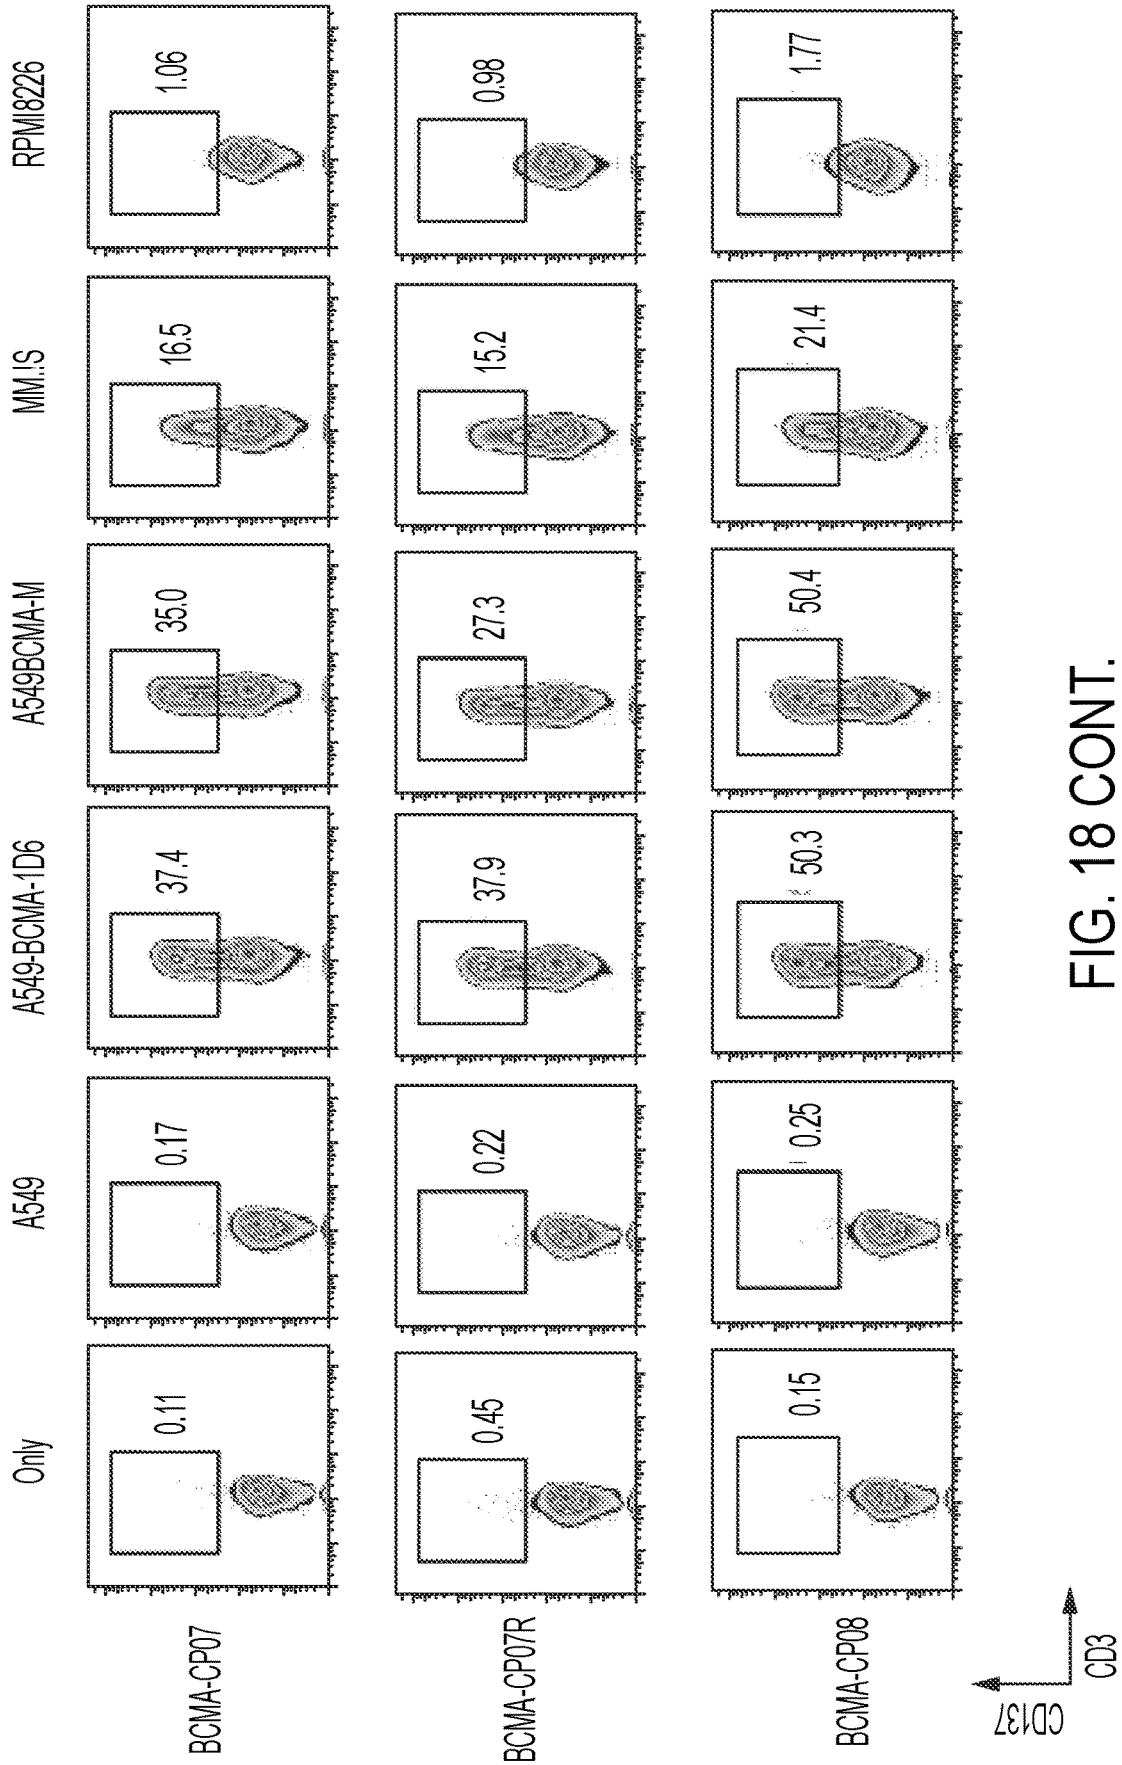 Only A549 A549-BCMA-1D6 A549BCMA-M MM.IS RPMI8226
BCMA-CP07 0.11 0.17 37.4 35.0 16.5 1.06
BCMA-CP07R 0.45 0.22 37.9 27.3 15.2 0.98
BCMA-CP08 0.15 0.25 50.3 50.4 21.4 1.77
CD137
CD3
FIG. 18 CONT.